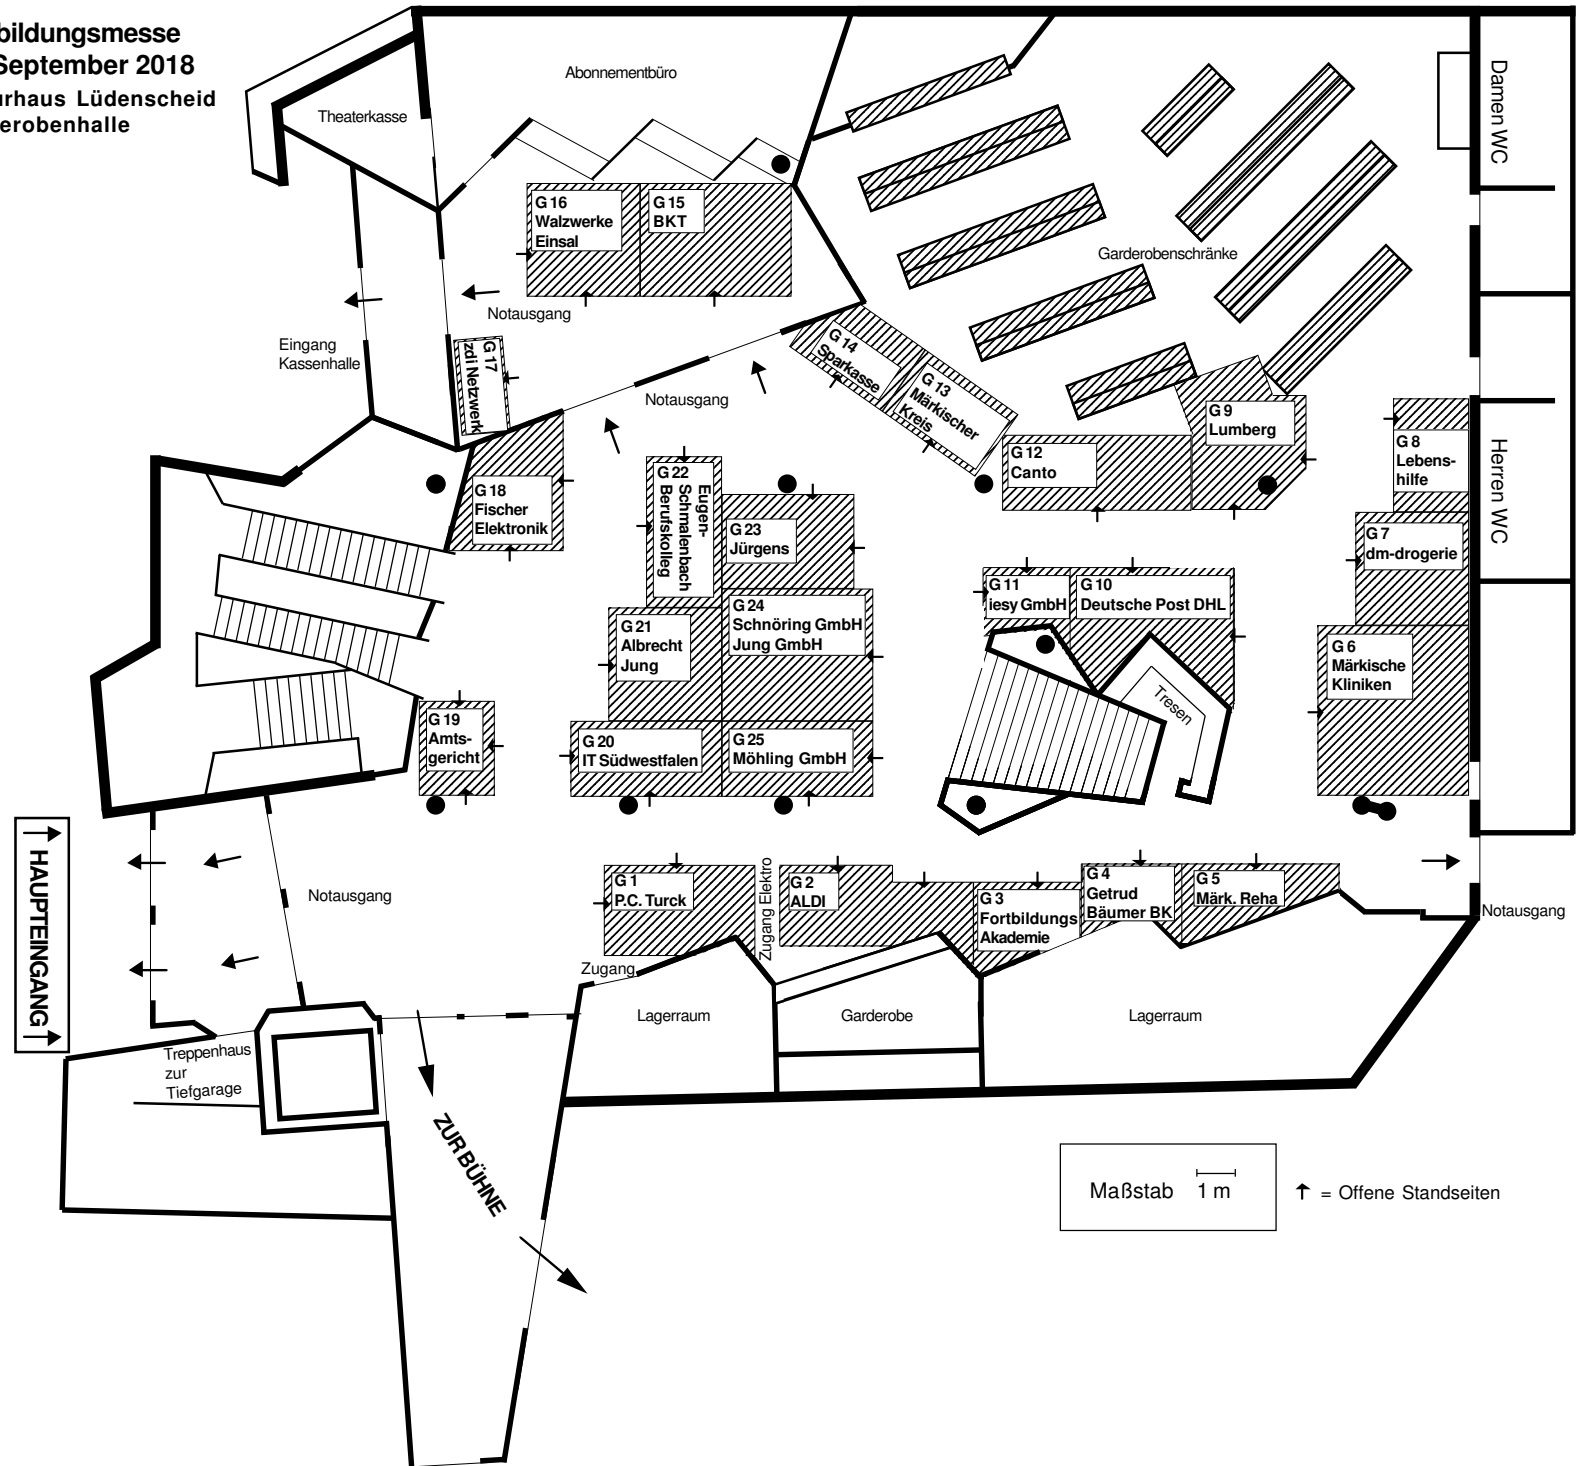 bildungsmesse
September 2018
urhaus Lüdenscheid
erobenhalle
Abonnementbüro
Theaterkasse
Damen WC
G 16
Walzwerke
Einsal
G 15
BKT
Garderobenschränke
Notausgang
Eingang
Kassenhalle
G 17
zdi Netzwerk
G 14
Sparkasse
G 13
Märkischer
Kreis
Notausgang
G 9
Lumberg
G 8
Lebens-
hilfe
Herren WC
G 12
Canto
G 18
Fischer
Elektronik
G 22
Eugen-
Schmalenbach
Berufskolleg
G 23
Jürgens
G 7
dm-drogerie
G 11
iesy GmbH
G 10
Deutsche Post DHL
G 24
Schnöring GmbH
Jung GmbH
G 21
Albrecht
Jung
G 6
Märkische
Kliniken
Tresen
G 19
Amts-
gericht
G 20
IT Südwestfalen
G 25
Möhling GmbH
HAUPTEINGANG
Notausgang
G 1
P.C. Turck
Zugang Elektro
G 2
ALDI
G 3
Fortbildungs
Akademie
G 4
Getrud
Bäumer BK
G 5
Märk. Reha
Notausgang
Zugang
Lagerraum
Garderobe
Lagerraum
Treppenhaus
zur
Tiefgarage
ZUR BÜHNE
Maßstab 1 m
= Offene Standseiten